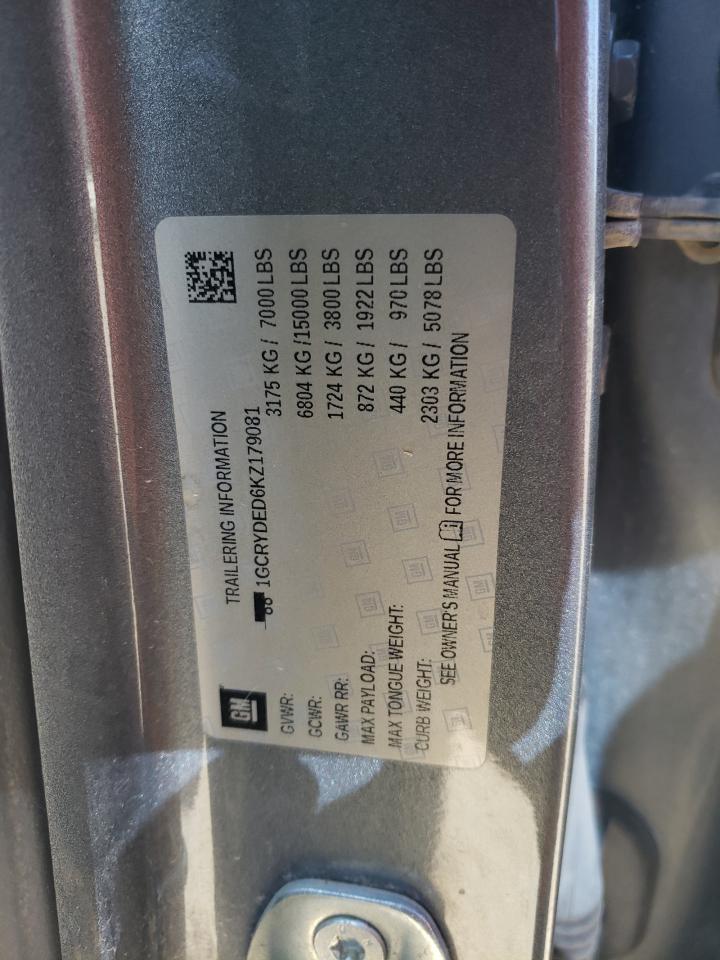 GM
TRAILERING INFORMATION
1GCRYDED6KZ179081
GVWR: 3175 KG / 7000 LBS
GCWR: 6804 KG /15000 LBS
GAWR RR: 1724 KG / 3800 LBS
MAX PAYLOAD: 872 KG / 1922 LBS
MAX TONGUE WEIGHT: 440 KG / 970 LBS
CURB WEIGHT: 2303 KG / 5078 LBS
SEE OWNER'S MANUAL FOR MORE INFORMATION